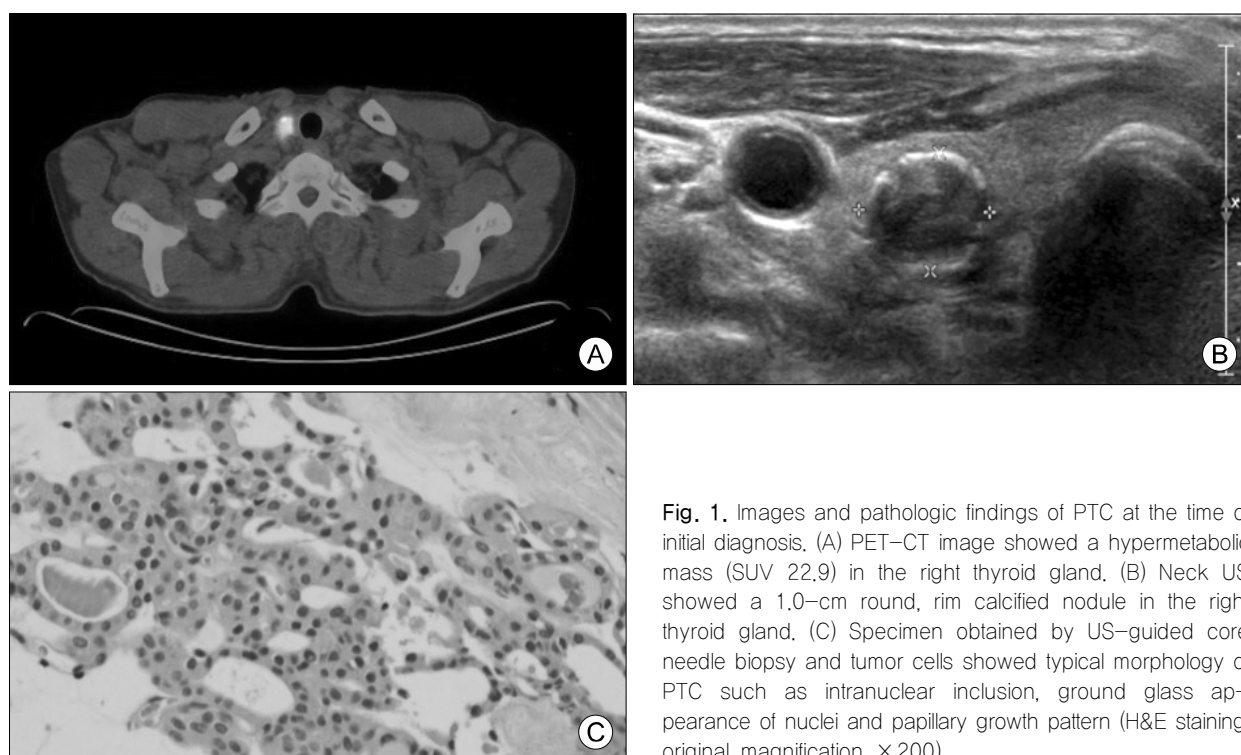 A
B
C
Fig. 1. Images and pathologic findings of PTC at the time
initial diagnosis. (A) PET-CT image showed a hypermetabolic
mass (SUV 22.9) in the right thyroid gland. (B) Neck US
showed a 1.0-cm round, rim calcified nodule in the
thyroid gland. (C) Specimen obtained by US-guided core
needle biopsy and tumor cells showed typical morphology
PTC such as intranuclear inclusion, ground glass ap-
pearance of nuclei and papillary growth pattern (H&E staining
original magnification, ×200).